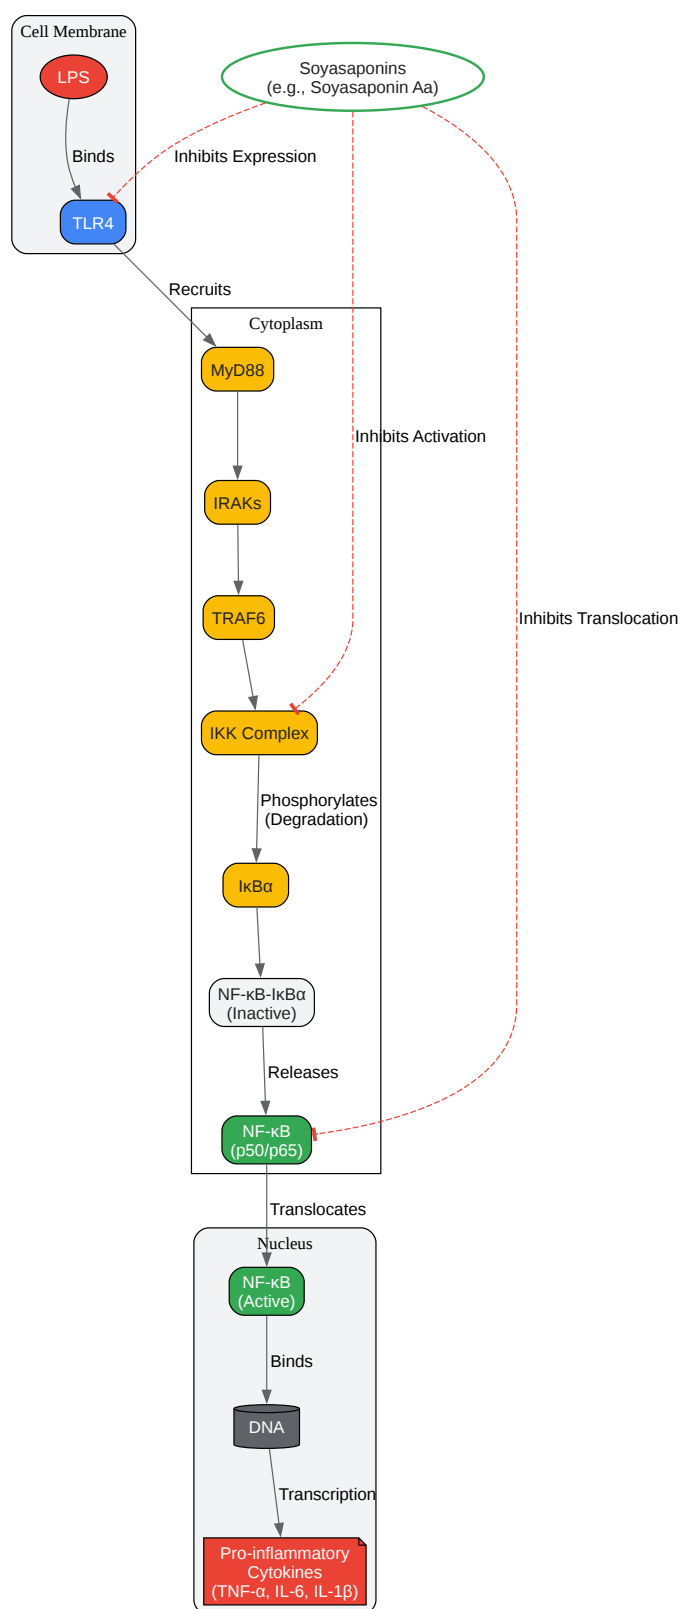 Cell Membrane
LPS
Soyasaponins
(e.g., Soyasaponin Aa)
Binds
Inhibits Expression
TLR4
Recruits
Cytoplasm
MyD88
Inhibits Activation
IRAKs
TRAF6
Inhibits Translocation
IKK Complex
Phosphorylates
(Degradation)
IκBα
NF-κB-IκBα
(Inactive)
Releases
NF-κB
(p50/p65)
Translocates
Nucleus
NF-κB
(Active)
Binds
DNA
Transcription
Pro-inflammatory
Cytokines
(TNF-α, IL-6, IL-1β)